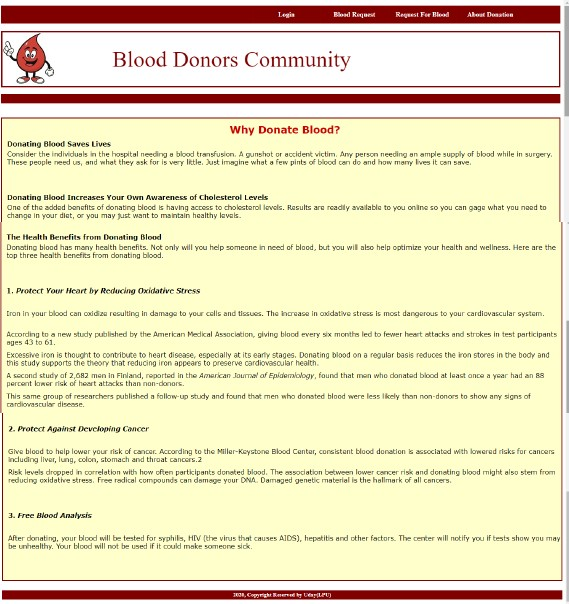 Login Blood Request Request For Blood About Donation
Blood Donors Community
Why Donate Blood?
Donating Blood Saves Lives
Consider the individuals in the hospital needing a blood transfusion. A gunshot or accident victim. Any person needing an ample supply of blood while in surgery.
These people need us, and what they ask for is very little. Just imagine what a few pints of blood can do and how many lives it can save.
Donating Blood Increases Your Own Awareness of Cholesterol Levels
One of the added benefits of donating blood is having access to cholesterol levels. Results are readily available to you online so you can gage what you need to
change in your diet, or you may just want to maintain healthy levels.
The Health Benefits from Donating Blood
Donating blood has many health benefits. Not only will you help someone in need of blood, but you will also help optimize your health and wellness. Here are the
top three health benefits from donating blood.
1. Protect Your Heart by Reducing Oxidative Stress
Iron in your blood can oxidize resulting in damage to your cells and tissues. The increase in oxidative stress is most dangerous to your cardiovascular system.
According to a new study published by the American Medical Association, giving blood every six months led to fewer heart attacks and strokes in test participants
ages 43 to 61.
Excessive iron is thought to contribute to heart disease, especially at its early stages. Donating blood on a regular basis reduces the iron stores in the body and
this study supports the theory that reducing iron appears to preserve cardiovascular health.
A second study of 2,682 men in Finland, reported in the American Journal of Epidemiology, found that men who donated blood at least once a year had an 88
percent lower risk of heart attacks than non-donors.
This same group of researchers published a follow-up study and found that men who donated blood were less likely than non-donors to show any signs of
cardiovascular disease.
2. Protect Against Developing Cancer
Give blood to help lower your risk of cancer. According to the Miller-Keystone Blood Center, consistent blood donation is associated with lowered risks for cancers
including liver, lung, colon, stomach and throat cancers.2
Risk levels dropped in correlation with how often participants donated blood. The association between lower cancer risk and donating blood might also stem from
reducing oxidative stress. Free radical compounds can damage your DNA. Damaged genetic material is the hallmark of all cancers.
3. Free Blood Analysis
After donating, your blood will be tested for syphilis, HIV (the virus that causes AIDS), hepatitis and other factors. The center will notify you if tests show you may
be unhealthy. Your blood will not be used if it could make someone sick.
2020, Copyright Reserved by Uday(LPU)